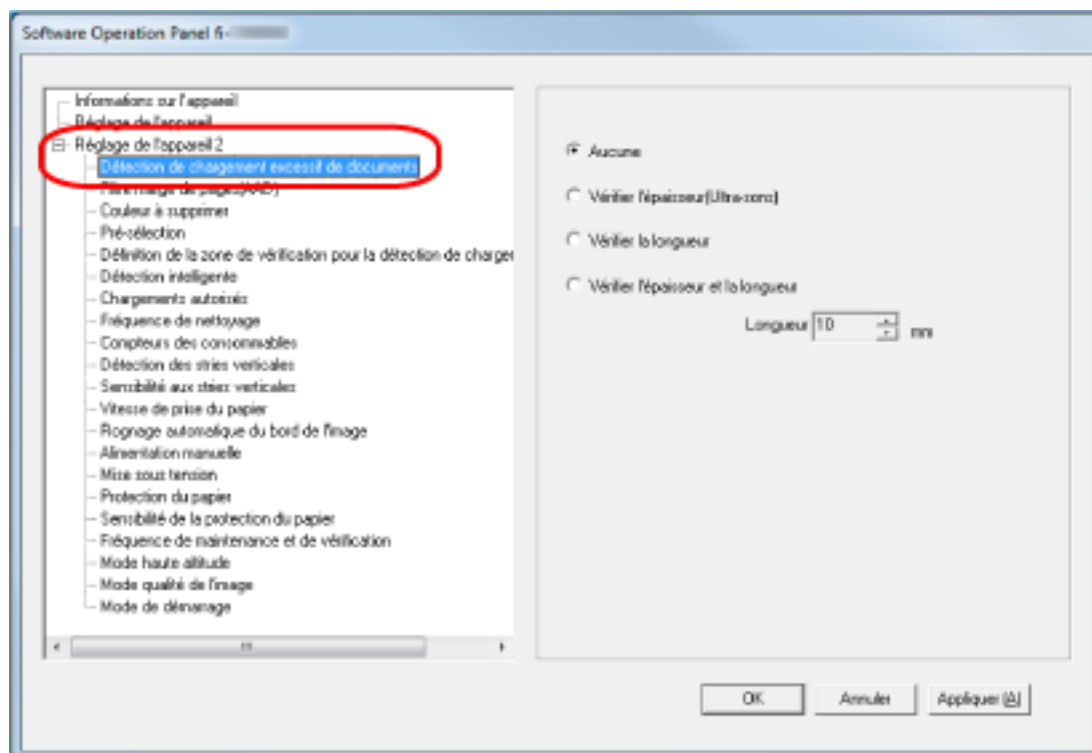 Software Operation Panel fi-
Informations sur l'appareil
Réglage de l'appareil
Réglage de l'appareil 2
Détection de chargement excessif de documents
Filtre marge de pages(AAD)
Couleur à supprimer
Pré-sélection
Définition de la zone de vérification pour la détection de charger
Détection intelligente
Chargements autorisés
Fréquence de nettoyage
Compteurs des consommables
Détection des stries verticales
Sensibilité aux stries verticales
Vitesse de prise du papier
Rognage automatique du bord de l'image
Alimentation manuelle
Mise sous tension
Protection du papier
Sensibilité de la protection du papier
Fréquence de maintenance et de vérification
Mode haute altitude
Mode qualité de l'image
Mode de démarrage
Aucune
Vérifier l'épaisseur(Ultra-sons)
Vérifier la longueur
Vérifier l'épaisseur et la longueur
Longueur 10 mm
OK Annuler Appliquer (A)